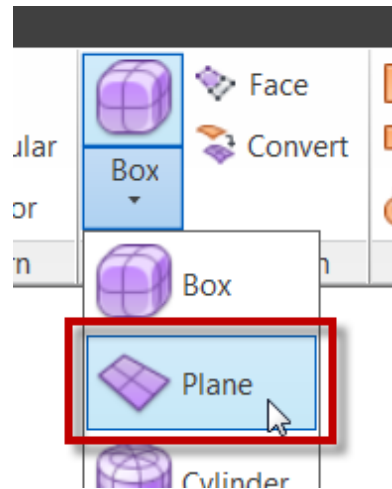 Face
ular
Convert
Box
or
rn
Box
Plane
Cylinder